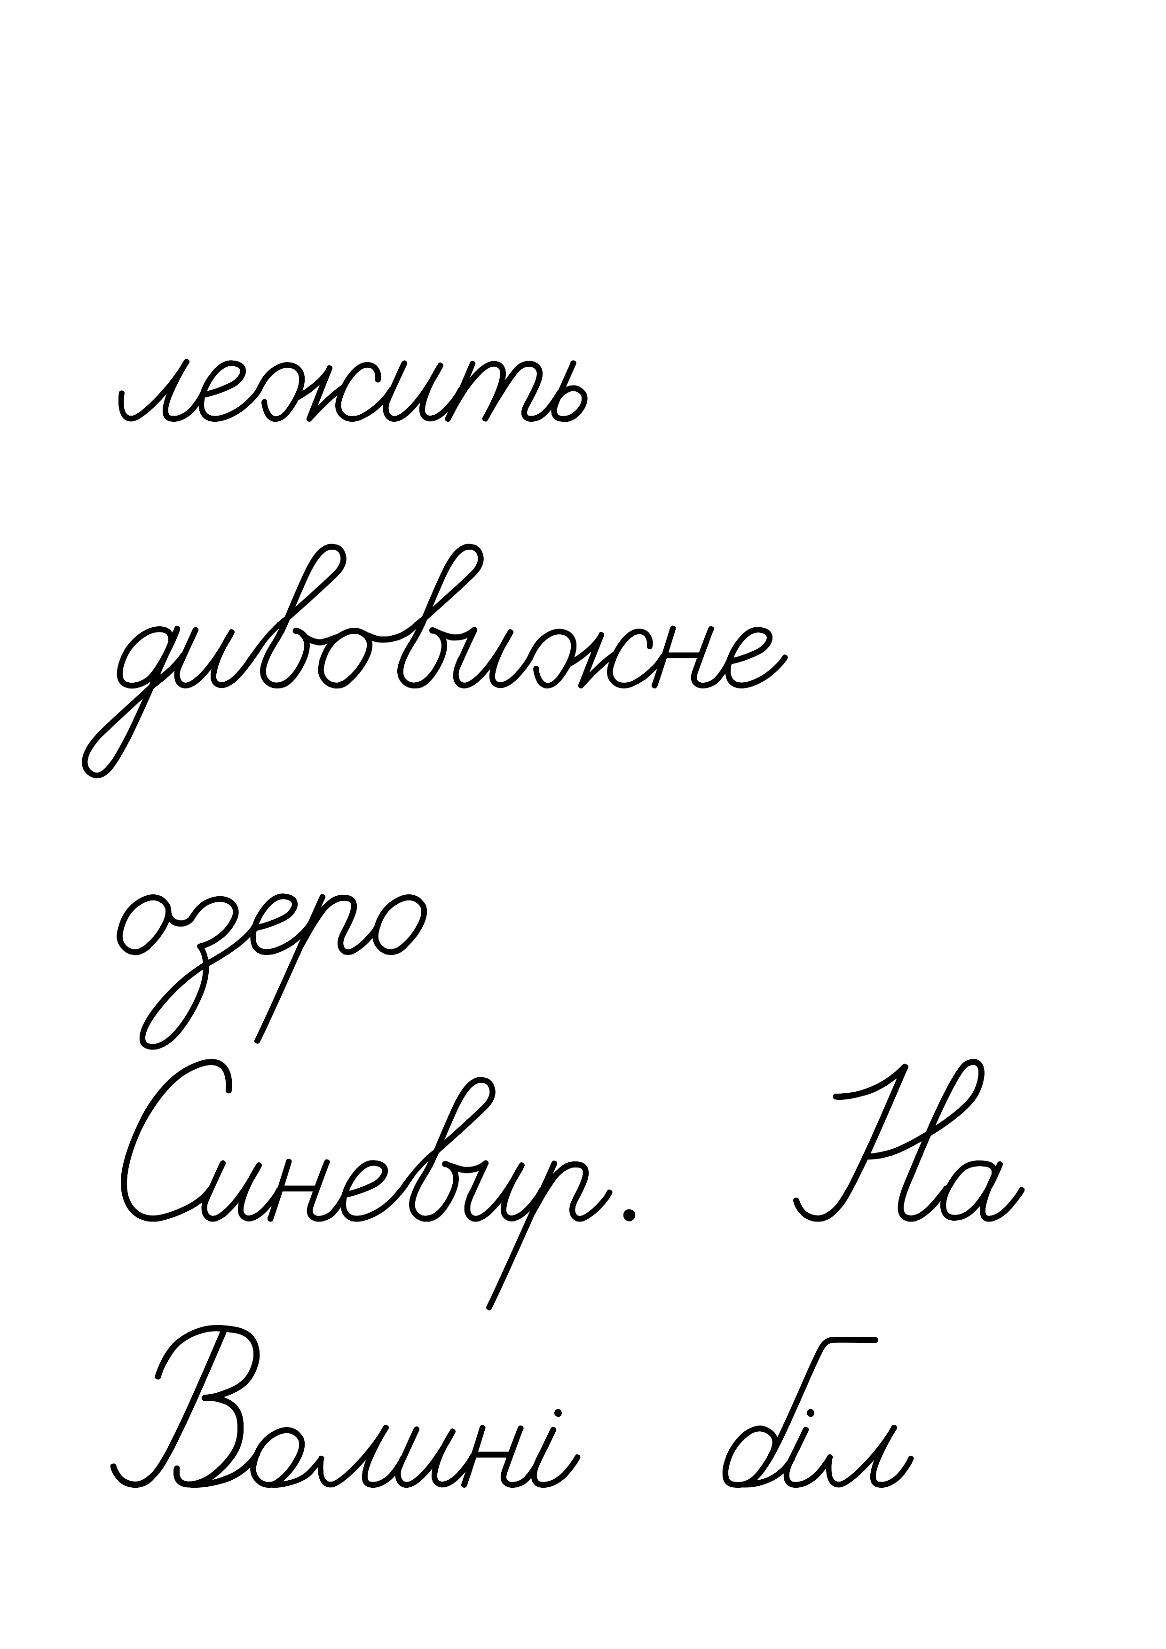 лежить
дивовижне
озеро
Синевир. На
Волині біл